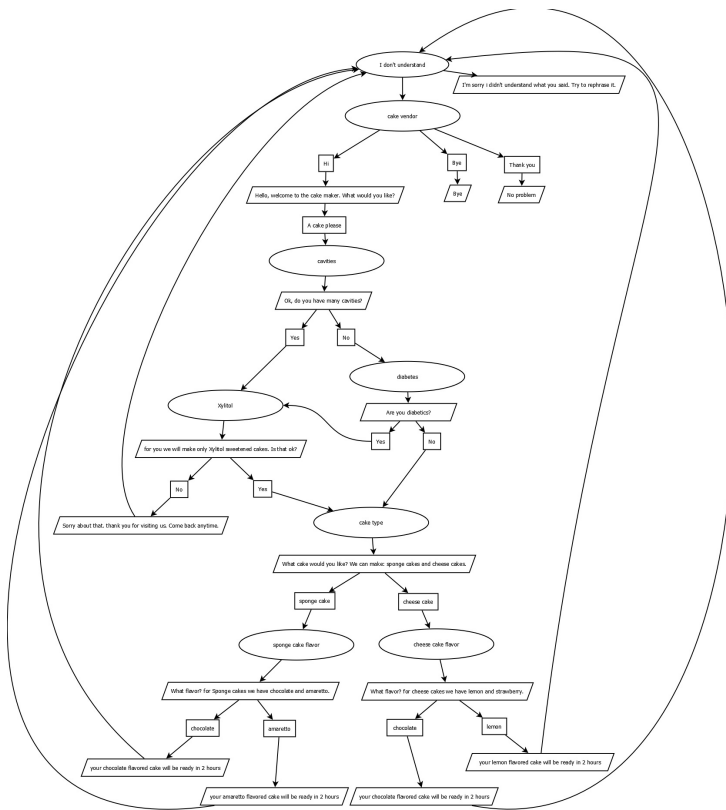 I don't understand
I'm sorry I didn't understand what you said. Try to rephrase it.
cake vendor
Hi
Bye
Thank you
Hello, welcome to the cake maker. What would you like?
Bye
No problem
A cake please
cavities
Ok, do you have many cavities?
Yes
No
diabetes
Xylitol
Are you diabetics?
Yes
No
for you we will make only Xylitol sweetened cakes. Is that ok?
No
Yes
Sorry about that. thank you for visiting us. Come back anytime.
cake type
What cake would you like? We can make: sponge cakes and cheese cakes.
sponge cake
cheese cake
sponge cake flavor
cheese cake flavor
What flavor? for Sponge cakes we have chocolate and amaretto.
What flavor? for cheese cakes we have lemon and strawberry.
chocolate
amaretto
chocolate
lemon
your chocolate flavored cake will be ready in 2 hours
your lemon flavored cake will be ready in 2 hours
your amaretto flavored cake will be ready in 2 hours
your chocolate flavored cake will be ready in 2 hours